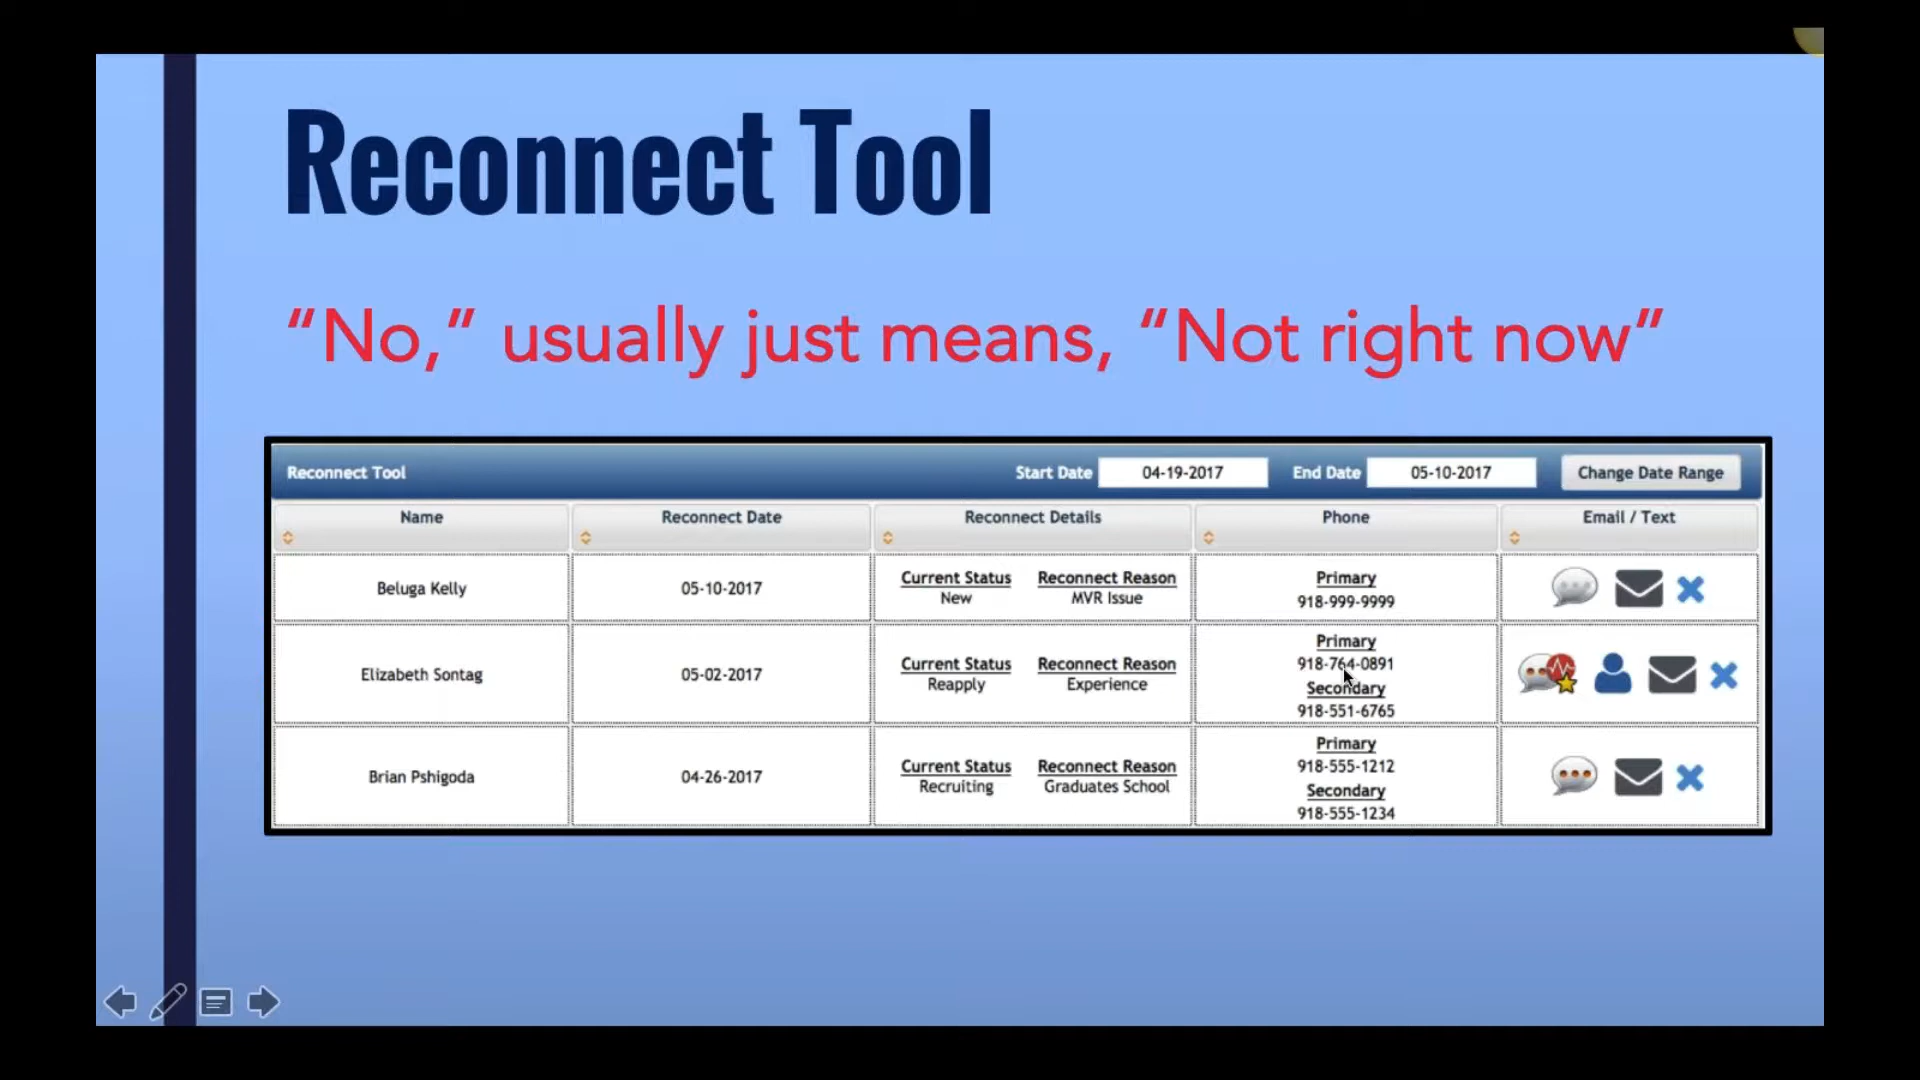 Reconnect Tool
“No,” usually just means, “Not right now”
Reconnect Tool Start Date 04-19-2017 End Date 05-10-2017 Change Date Range
Name Reconnect Date Reconnect Details Phone Email / Text
Beluga Kelly 05-10-2017 Current Status Reconnect Reason Primary
New MVR Issue 918-999-9999
Primary
Elizabeth Sontag 05-02-2017 Current Status Reconnect Reason 918-764-0891
Reapply Experience Secondary
918-551-6765
Primary
Brian Pshigoda 04-26-2017 Current Status Reconnect Reason 918-555-1212
Recruiting Graduates School Secondary
918-555-1234